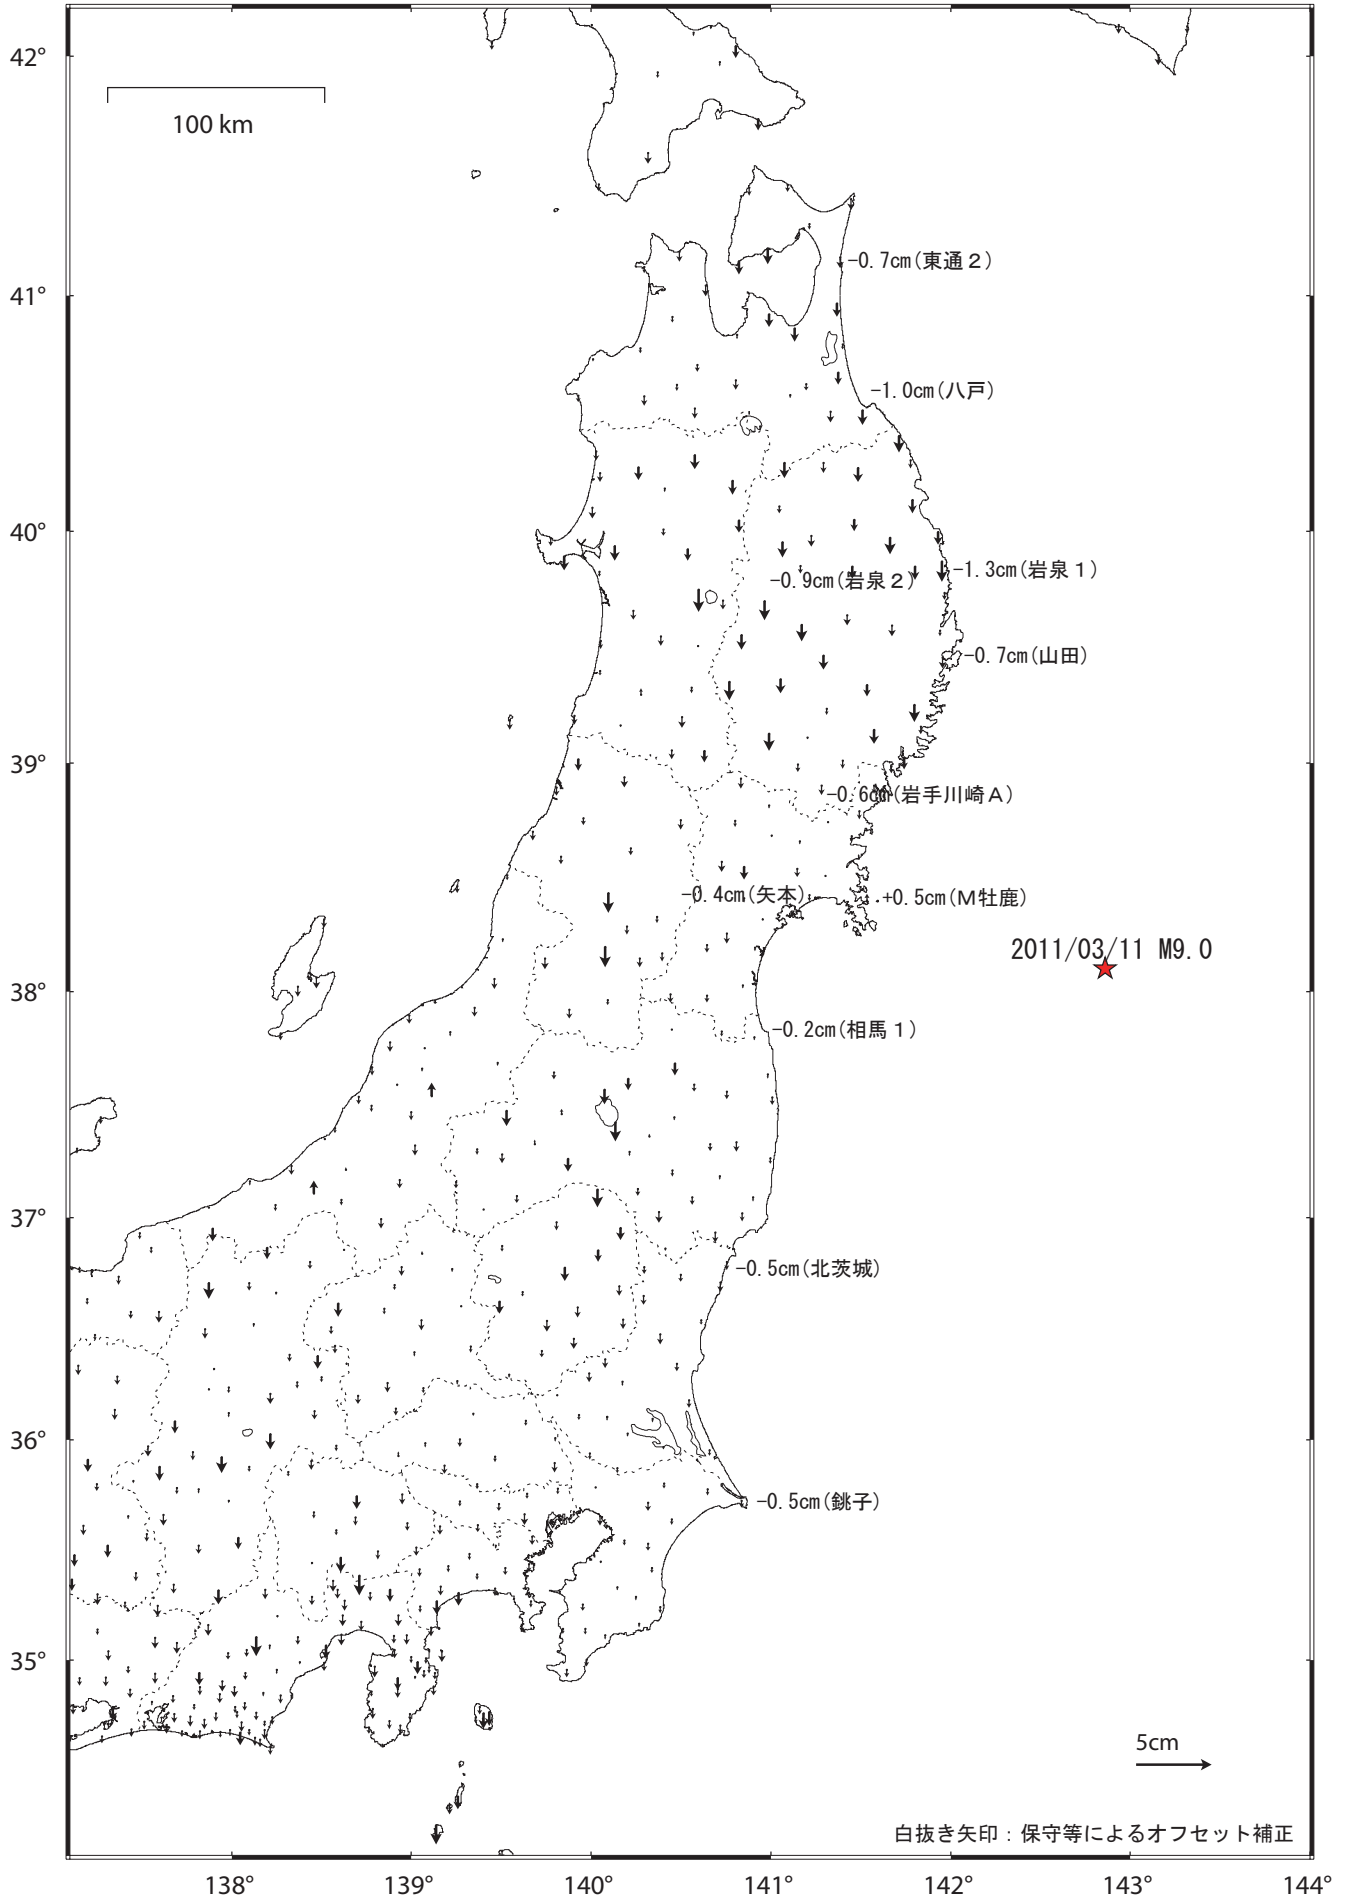 42°
100 km
-0.7cm(東通２)
41°
-1.0cm(八戸)
40°
-1.3cm(岩泉１)
-0.9cm(岩泉２)
-0.7cm(山田)
39°
-0.6cm(岩手川崎Ａ)
-0.4cm(矢本)
+0.5cm(Ｍ牡鹿)
2011/03/11 M9.0
38°
-0.2cm(相馬１)
37°
-0.5cm(北茨城)
36°
-0.5cm(銚子)
35°
5cm
白抜き矢印：保守等によるオフセット補正
138° 139° 140° 141° 142° 143° 144°